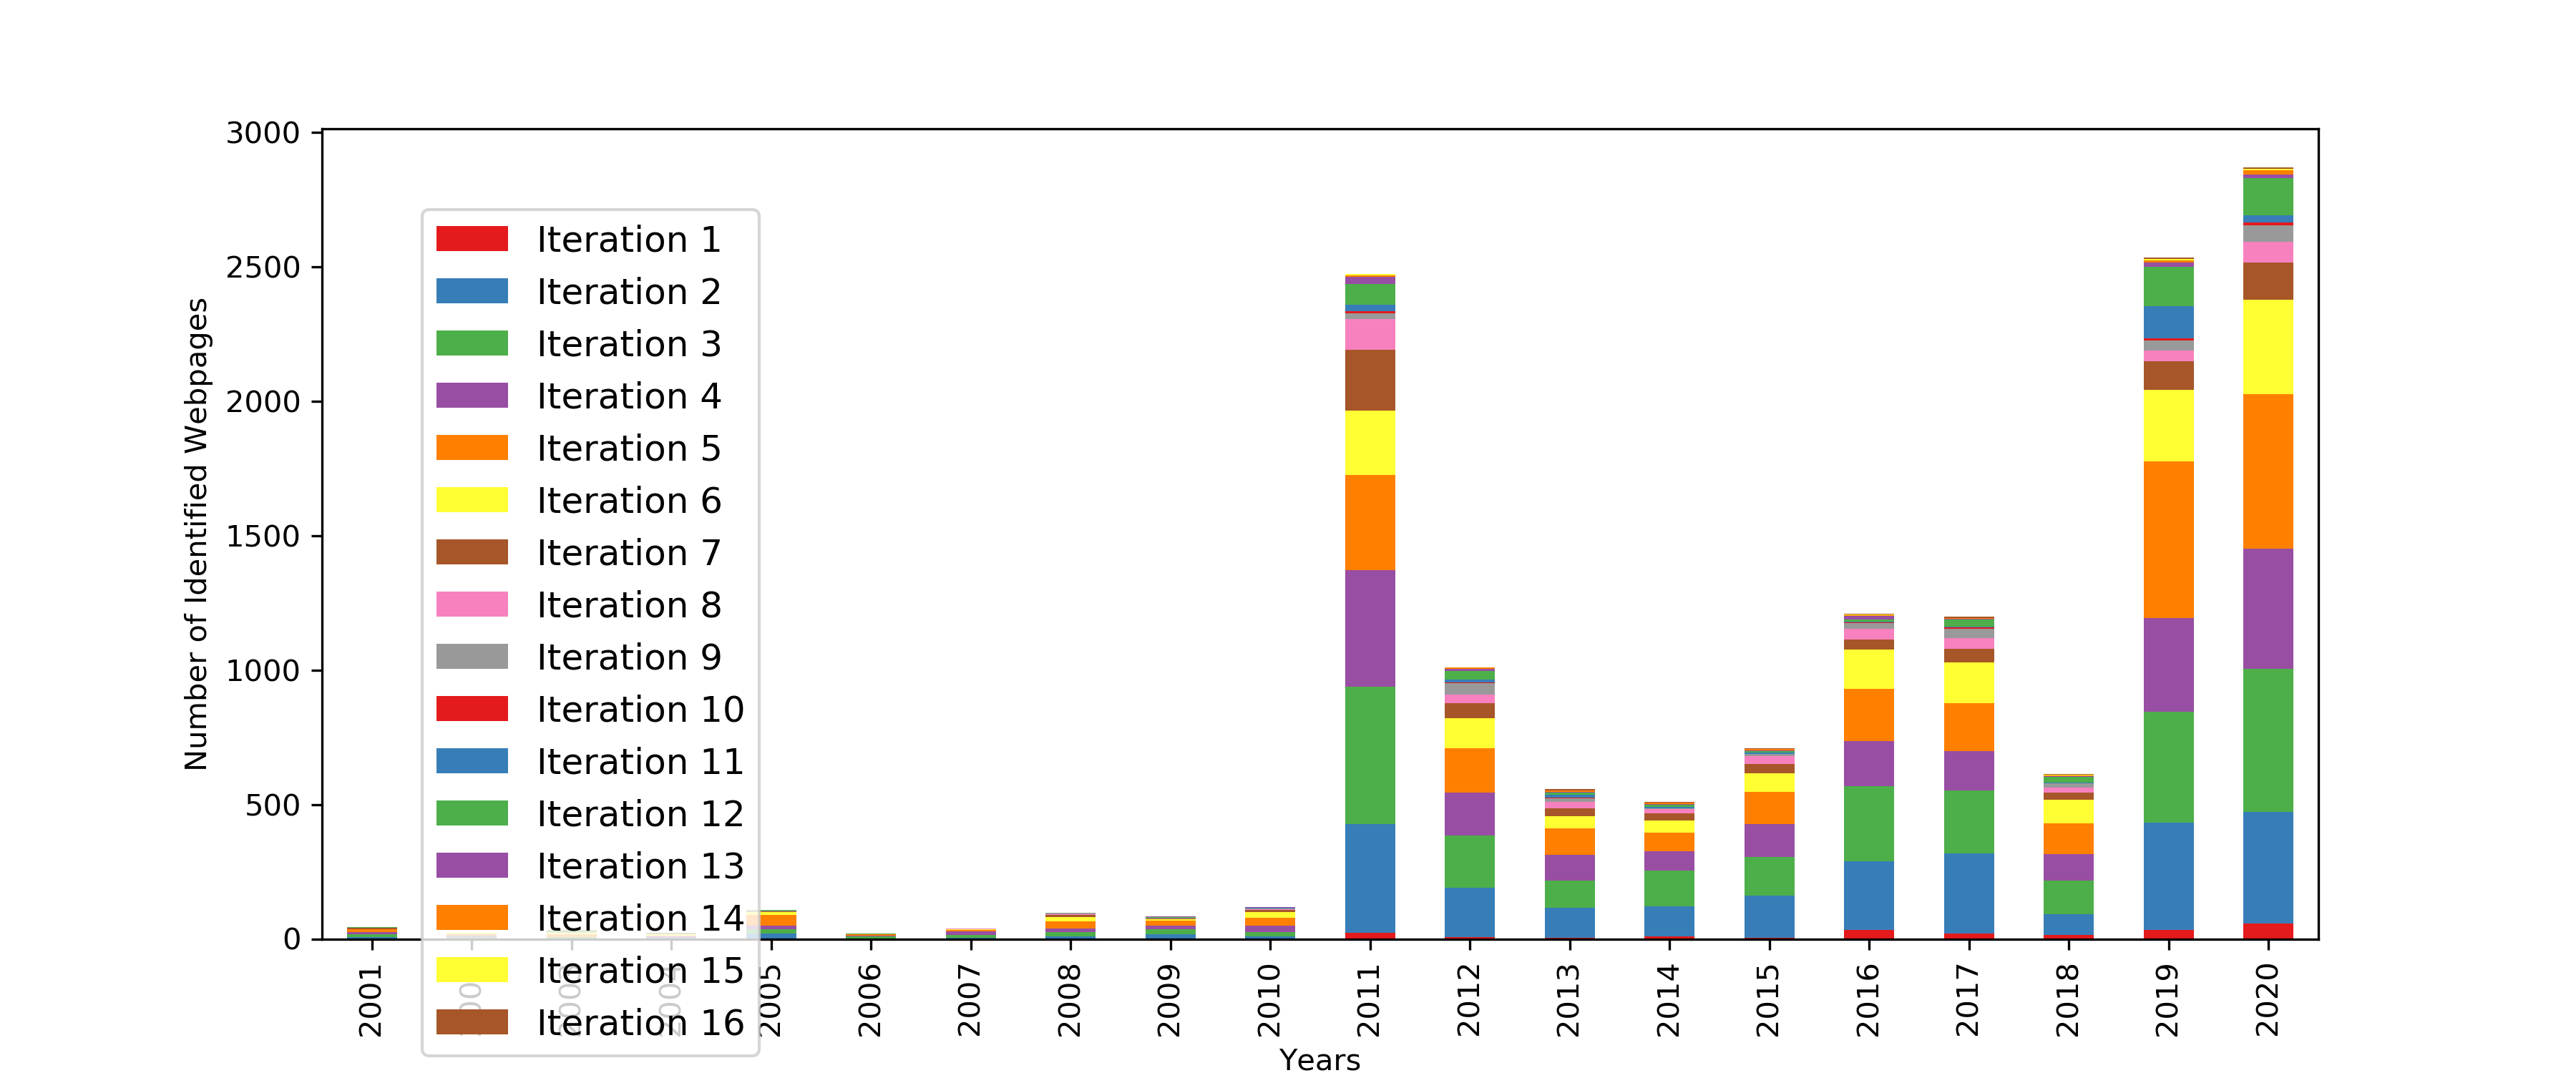 3000
2500
2000
1500
1000
500
0
Number of Identified Webpages
Iteration 1
Iteration 2
Iteration 3
Iteration 4
Iteration 5
Iteration 6
Iteration 7
Iteration 8
Iteration 9
Iteration 10
Iteration 11
Iteration 12
Iteration 13
Iteration 14
Iteration 15
Iteration 16
2001
2005
2006
2007
2008
2009
2010
2011
2012
2013
2014
2015
2016
2017
2018
2019
2020
Years